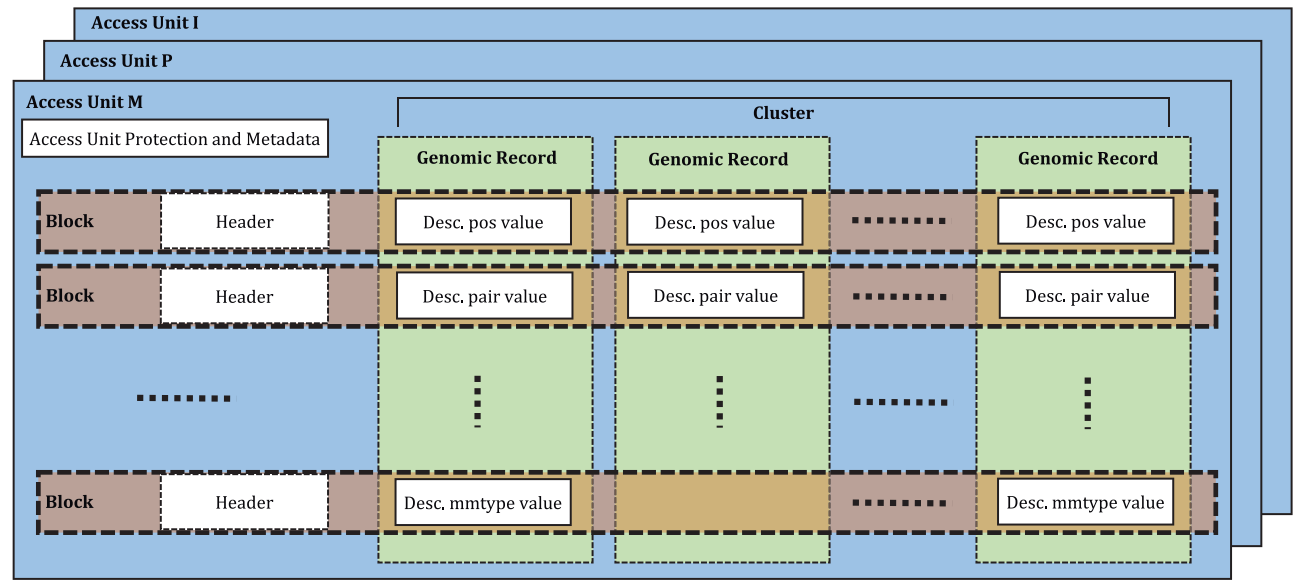 Access Unit I
Access Unit P
Access Unit M
Cluster
Access Unit Protection and Metadata
Genomic Record Genomic Record Genomic Record
Block Header Desc. pos value Desc. pos value Desc. pos value
Block Header Desc. pair value Desc. pair value Desc. pair value
Block Header Desc. mmtype value Desc. mmtype value